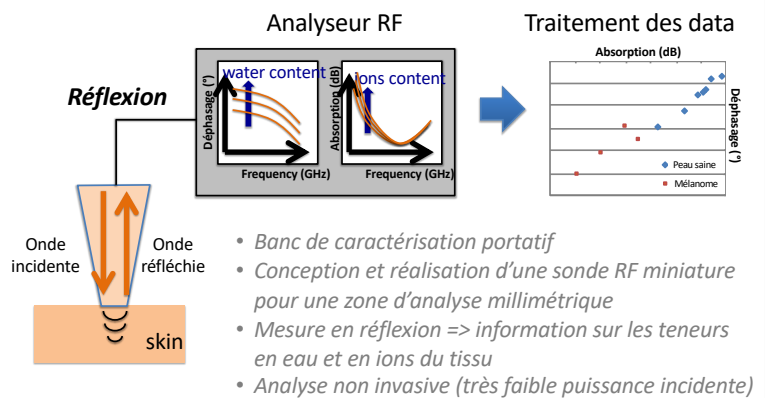 Analyseur RF
Traitement des data
Réflexion
water content
Déphasage (°)
Frequency (GHz)
ions content
Absorption (dB)
Frequency (GHz)
Absorption (dB)
Déphasage (°)
Peau saine
Mélanome
Onde
incidente
Onde
réfléchie
skin
• Banc de caractérisation portatif
• Conception et réalisation d'une sonde RF miniature
pour une zone d'analyse millimétrique
• Mesure en réflexion => information sur les teneurs
en eau et en ions du tissu
• Analyse non invasive (très faible puissance incidente)